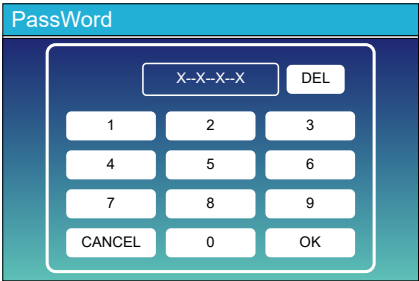 PassWord
X--X--X--X DEL
1 2 3
4 5 6
7 8 9
CANCEL 0 OK